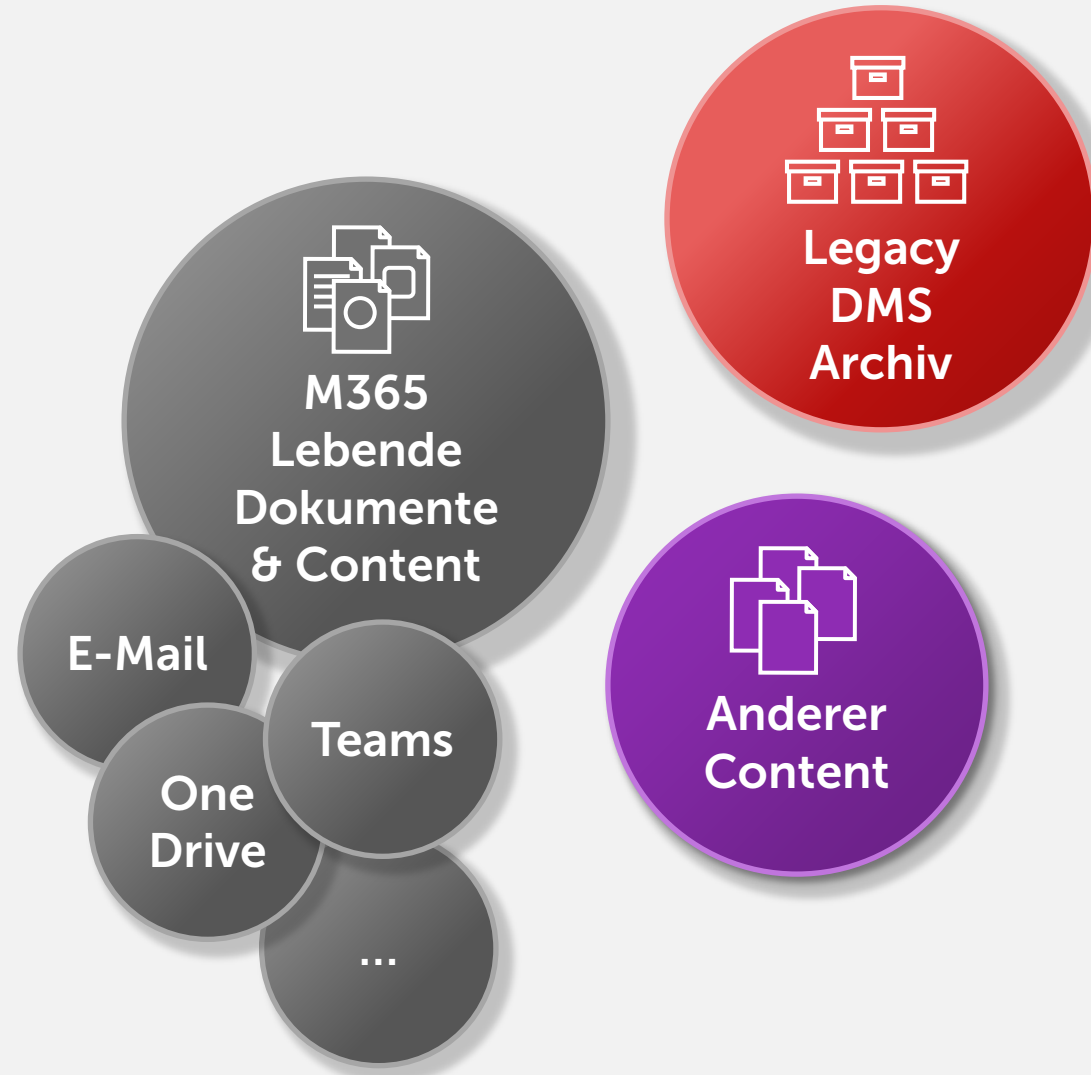 Legacy
DMS
Archiv
M365
Lebende
Dokumente
& Content
E-Mail
Teams
One
Drive
...
Anderer
Content